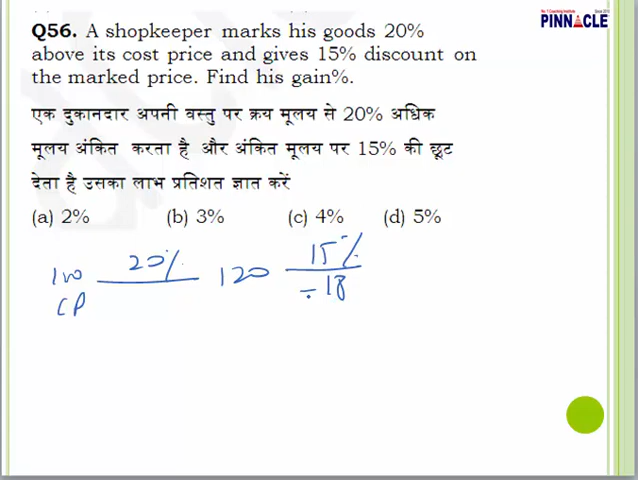 Q56. A shopkeeper marks his goods 20%
above its cost price and gives 15% discount on
the marked price. Find his gain%.
एक दुकानदार अपनी वस्तु पर क्रय मूलय से 20% अधिक
मूलय अंकित करता है और अंकित मूलय पर 15% की छूट
देता है उसका लाभ प्रतिशत ज्ञात करें
(a) 2% (b) 3% (c) 4% (d) 5%
100 20% 120 15%
CP - 18
PINNACLE